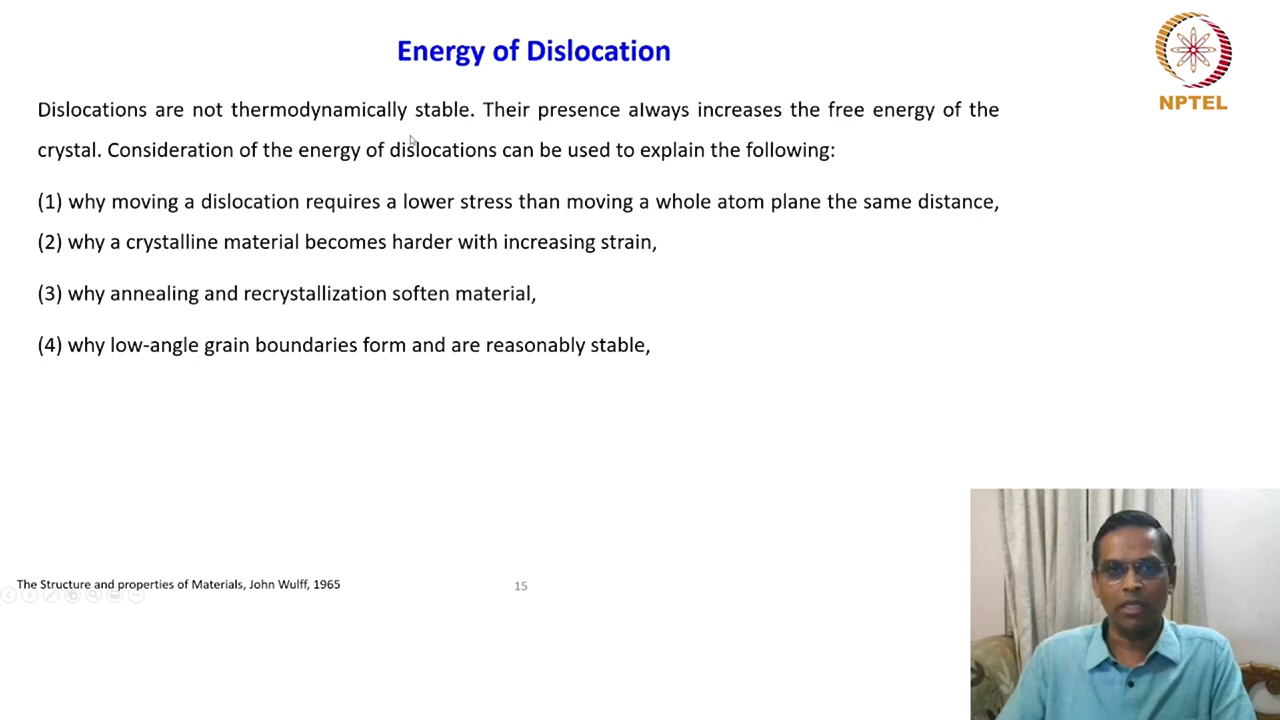 Energy of Dislocation
NPTEL
Dislocations are not thermodynamically stable. Their presence always increases the free energy of the
crystal. Consideration of the energy of dislocations can be used to explain the following:
(1) why moving a dislocation requires a lower stress than moving a whole atom plane the same distance,
(2) why a crystalline material becomes harder with increasing strain,
(3) why annealing and recrystallization soften material,
(4) why low-angle grain boundaries form and are reasonably stable,
The Structure and properties of Materials, John Wulff, 1965
15